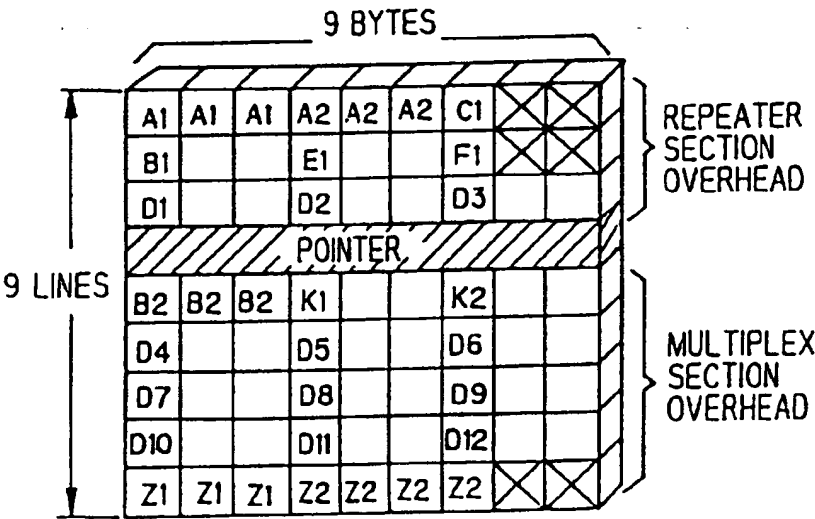 9 BYTES
A1 A1 A1 A2 A2 A2 C1
B1 E1 F1
D1 D2 D3
REPEATER
SECTION
OVERHEAD
POINTER
9 LINES
B2 B2 B2 K1 K2
D4 D5 D6
D7 D8 D9
D10 D11 D12
Z1 Z1 Z1 Z2 Z2 Z2 Z2
MULTIPLEX
SECTION
OVERHEAD